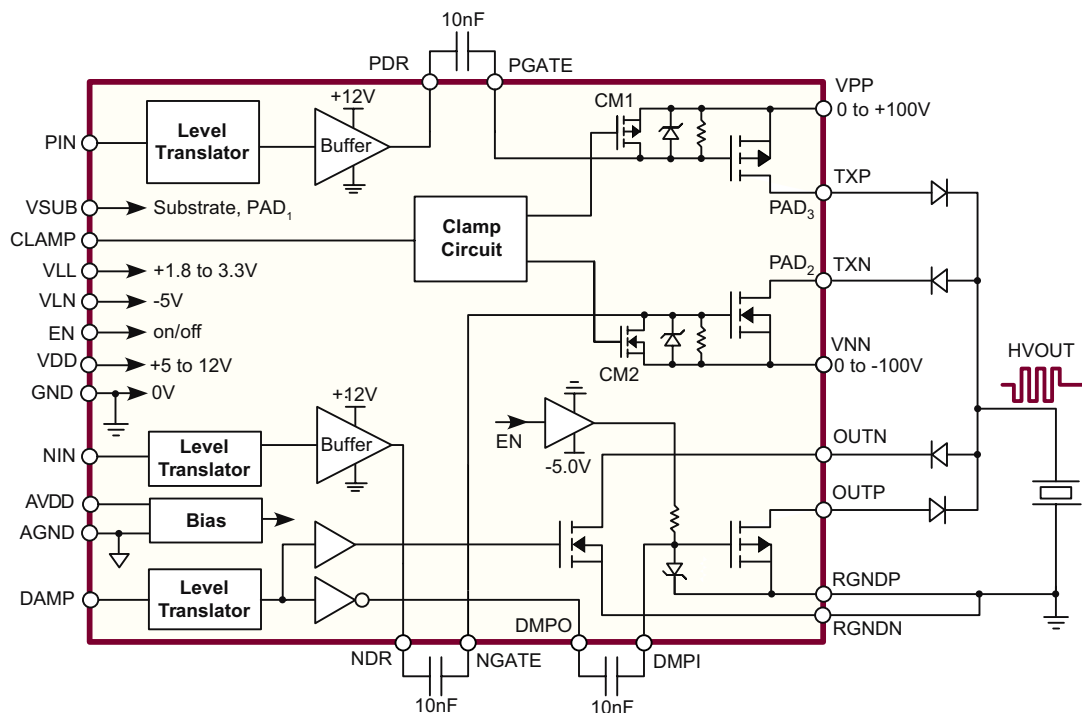 10nF
PDR
PGATE
VPP
+12V
CM1
0 to +100V
PIN
Level
Translator
Buffer
TXP
VSUB
Substrate, PAD1
PAD3
CLAMP
Clamp
Circuit
VLL
+1.8 to 3.3V
PAD2
TXN
VLN
-5V
EN
on/off
VDD
+5 to 12V
CM2
VNN
0 to -100V
HVOUT
GND
0V
+12V
EN
-5.0V
NIN
Level
Translator
Buffer
OUTN
AVDD
AGND
Bias
OUTP
DAMP
Level
Translator
RGNDP
DMPO
RGNDN
NDR
NGATE
DMPI
10nF
10nF